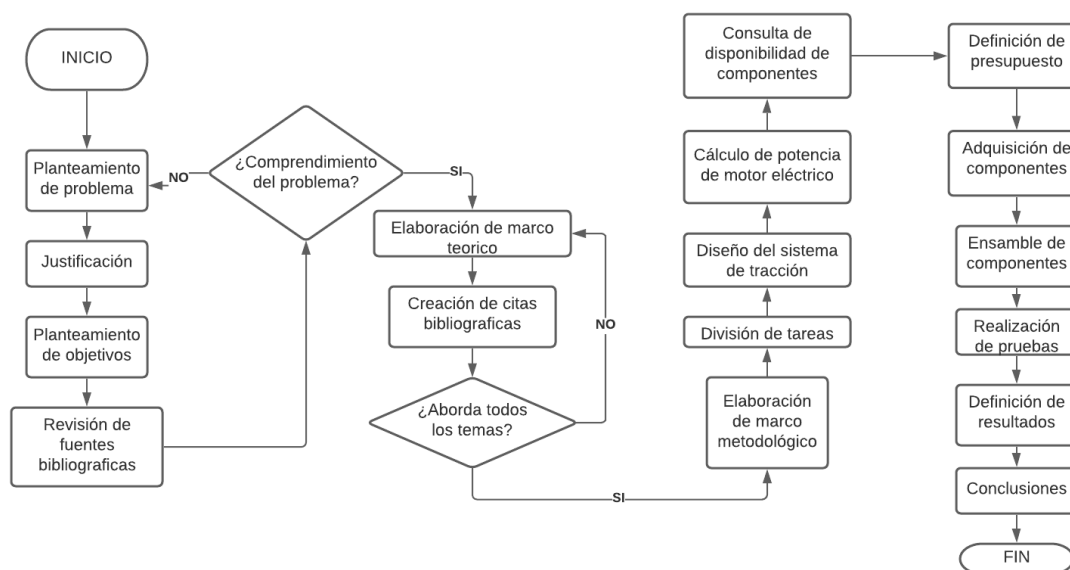 INICIO
Planteamiento
de problema
Justificación
Planteamiento
de objetivos
Revisión de
fuentes
bibliograficas
¿Comprendimiento
del problema?
NO
SI
Elaboración de marco
teorico
Creación de citas
bibliograficas
¿Aborda todos
los temas?
NO
SI
Elaboración
de marco
metodológico
División de tareas
Diseño del sistema
de tracción
Cálculo de potencia
de motor eléctrico
Consulta de
disponibilidad de
componentes
Definición de
presupuesto
Adquisición de
componentes
Ensamble de
componentes
Realización
de pruebas
Definición de
resultados
Conclusiones
FIN